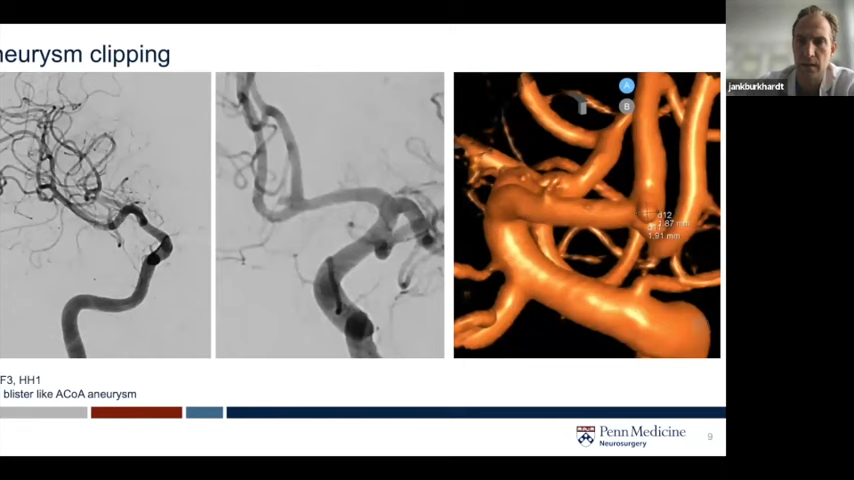 neurysm clipping
A
B
d12
1.87 mm
1.91 mm
F3, HH1
blister like ACoA aneurysm
Penn Medicine
Neurosurgery
9
jankburkhardt